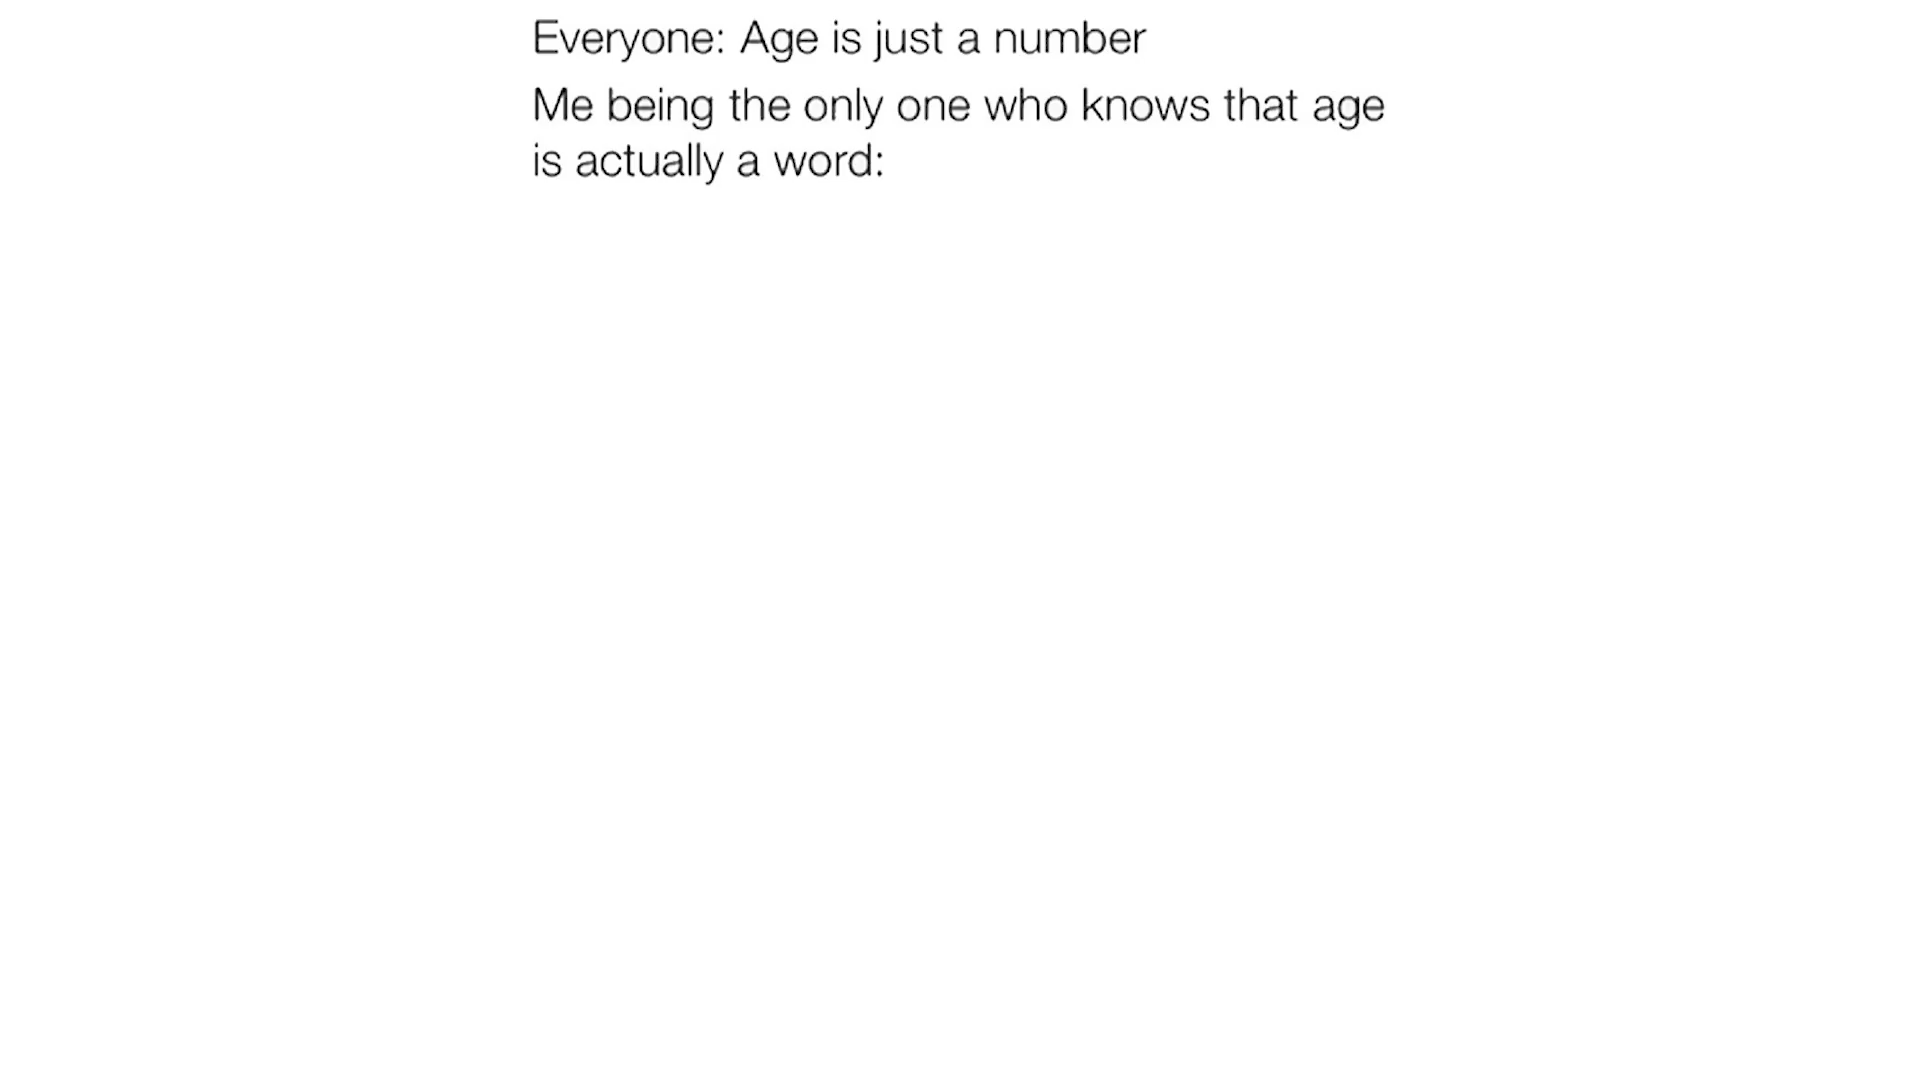 Everyone: Age is just a number
Me being the only one who knows that age
is actually a word: